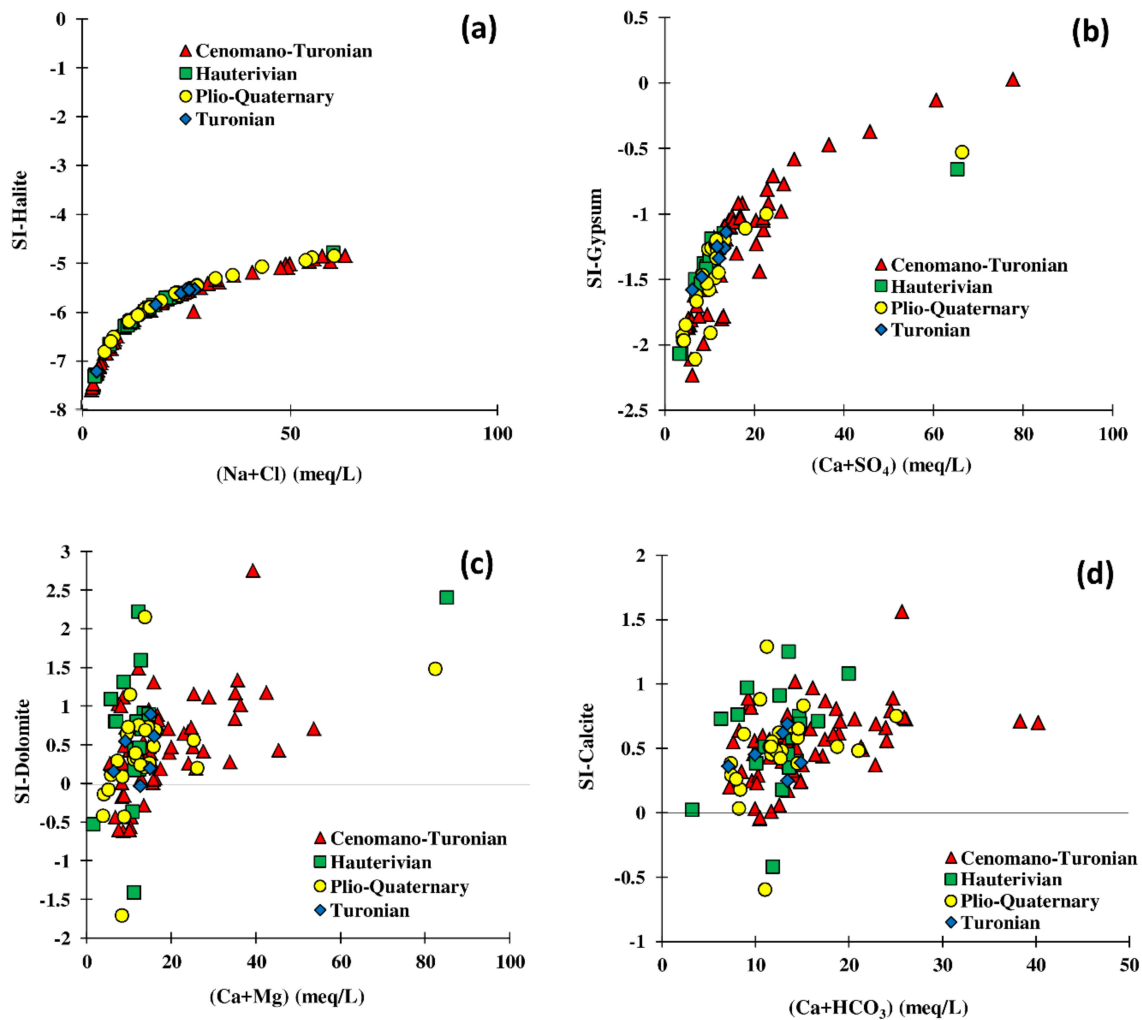 (a)
0
-1
-2
-3
-4
-5
-6
-7
-8
SI-Halite
Cenomano-Turonian
Hauterivian
Plio-Quaternary
Turonian
0
50
100
(Na+Cl) (meq/L)
(b)
0.5
0
-0.5
-1
-1.5
-2
-2.5
SI-Gypsum
Cenomano-Turonian
Hauterivian
Plio-Quaternary
Turonian
0
20
40
60
80
100
(Ca+SO₄) (meq/L)
(c)
3
2.5
2
1.5
1
0.5
0
-0.5
-1
-1.5
-2
SI-Dolomite
Cenomano-Turonian
Hauterivian
Plio-Quaternary
Turonian
0
20
40
60
80
100
(Ca+Mg) (meq/L)
(d)
2
1.5
1
0.5
0
-0.5
-1
SI-Calcite
Cenomano-Turonian
Hauterivian
Plio-Quaternary
Turonian
0
10
20
30
40
50
(Ca+HCO₃) (meq/L)